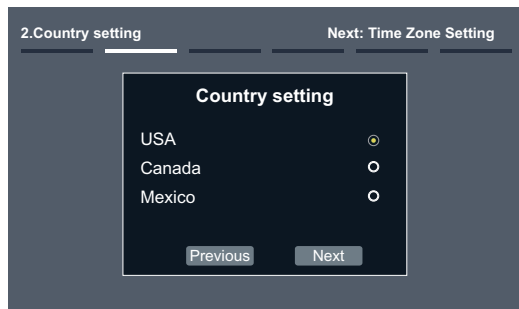 2.Country setting
Next: Time Zone Setting
Country setting
USA
Canada
Mexico
Previous
Next